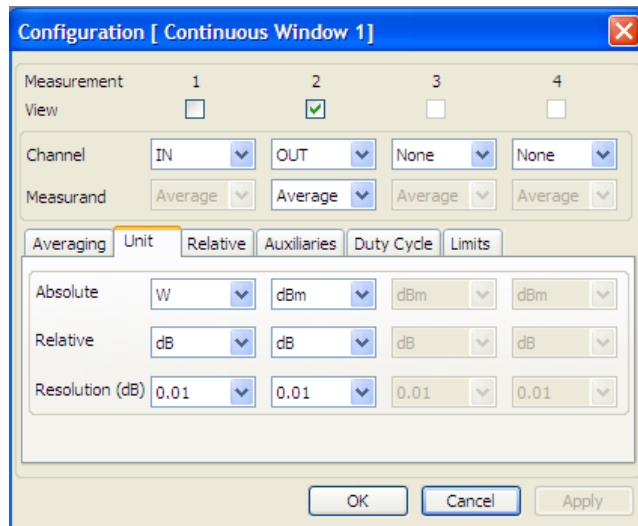 Configuration [ Continuous Window 1]
Measurement 1 2 3 4
View
Channel IN OUT None None
Measurand Average Average Average Average
Averaging Unit Relative Auxiliaries Duty Cycle Limits
Absolute W dBm dBm dBm
Relative dB dB dB dB
Resolution (dB) 0.01 0.01 0.01 0.01
OK Cancel Apply